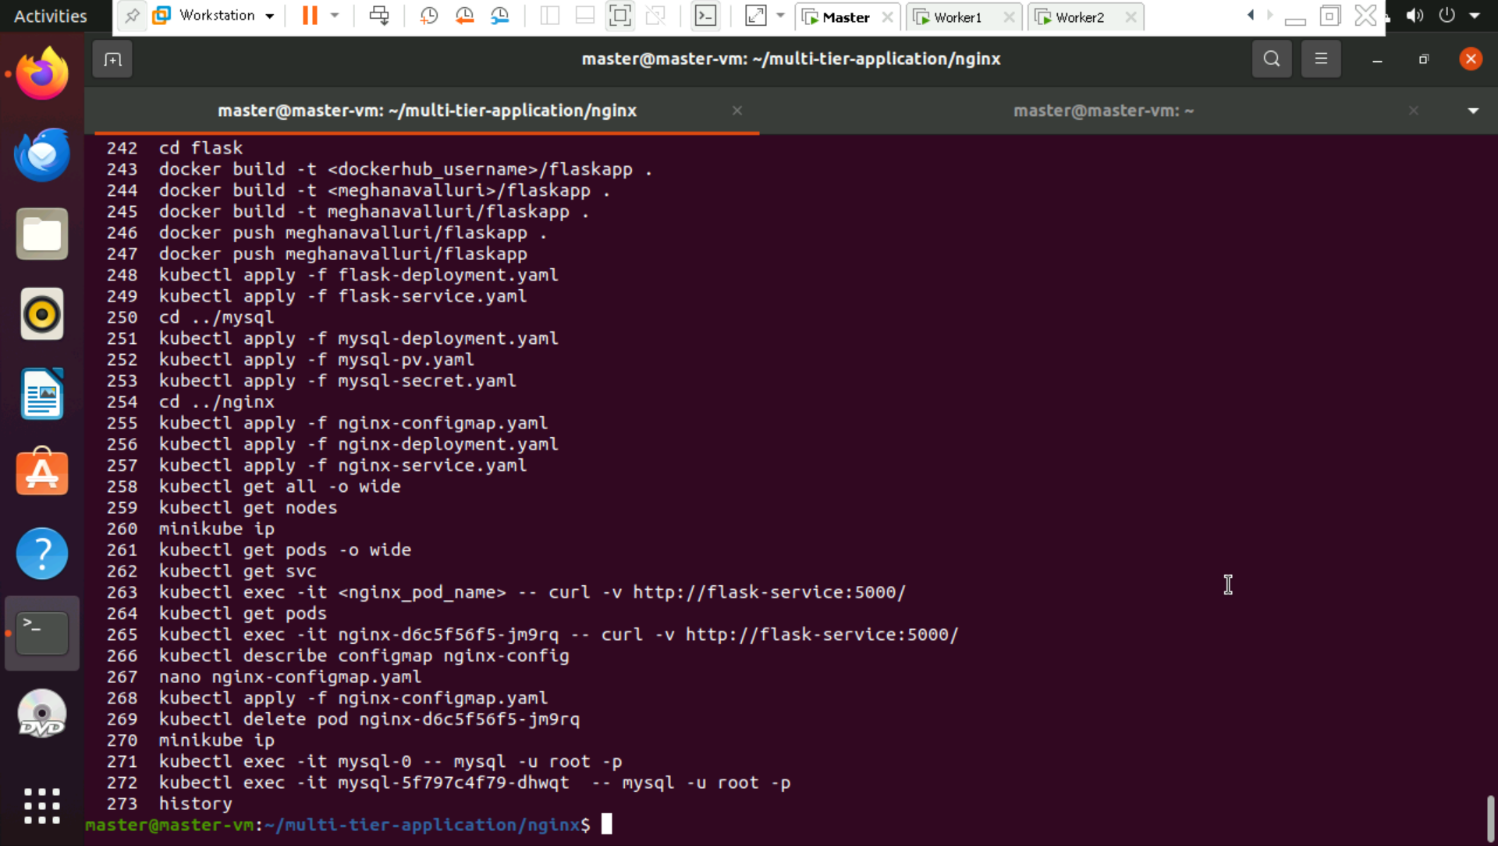 Activities
Workstation
Master
Worker1
Worker2
master@master-vm: ~/multi-tier-application/nginx
master@master-vm: ~/multi-tier-application/nginx
master@master-vm: ~
242 cd flask
243 docker build -t <dockerhub_username>/flaskapp .
244 docker build -t <meghanavalluri>/flaskapp .
245 docker build -t meghanavalluri/flaskapp .
246 docker push meghanavalluri/flaskapp .
247 docker push meghanavalluri/flaskapp
248 kubectl apply -f flask-deployment.yaml
249 kubectl apply -f flask-service.yaml
250 cd ../mysql
251 kubectl apply -f mysql-deployment.yaml
252 kubectl apply -f mysql-pv.yaml
253 kubectl apply -f mysql-secret.yaml
254 cd ../nginx
255 kubectl apply -f nginx-configmap.yaml
256 kubectl apply -f nginx-deployment.yaml
257 kubectl apply -f nginx-service.yaml
258 kubectl get all -o wide
259 kubectl get nodes
260 minikube ip
261 kubectl get pods -o wide
262 kubectl get svc
263 kubectl exec -it <nginx_pod_name> -- curl -v http://flask-service:5000/
264 kubectl get pods
265 kubectl exec -it nginx-d6c5f56f5-jm9rq -- curl -v http://flask-service:5000/
266 kubectl describe configmap nginx-config
267 nano nginx-configmap.yaml
268 kubectl apply -f nginx-configmap.yaml
269 kubectl delete pod nginx-d6c5f56f5-jm9rq
270 minikube ip
271 kubectl exec -it mysql-0 -- mysql -u root -p
272 kubectl exec -it mysql-5f797c4f79-dhwqt  -- mysql -u root -p
273 history
master@master-vm:~/multi-tier-application/nginx$
DVD